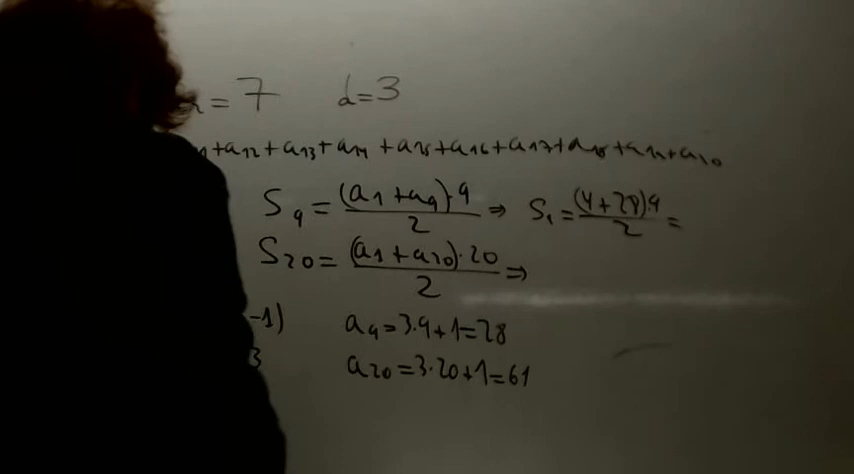 = 7 d=3
+a12+a13+a14 +a15+a16+a17+a18+a19+a20
S9=(a1+a9)·9/2 ⇒ S9=(4+28)9/2=
S20=(a1+a20)·20/2⇒
-1) a9=3·9+1=28
3 a20=3·20+1=61